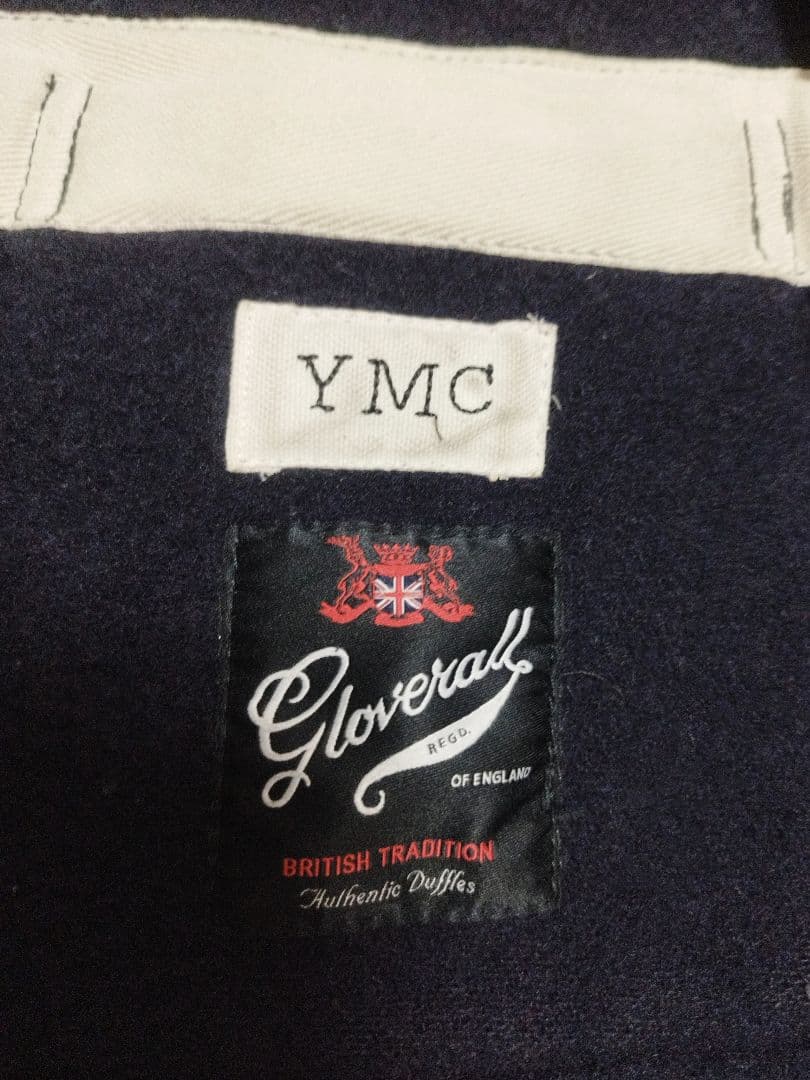 YMC
Gloverall
REGD.
OF ENGLAND
BRITISH TRADITION
Authentic Duffles